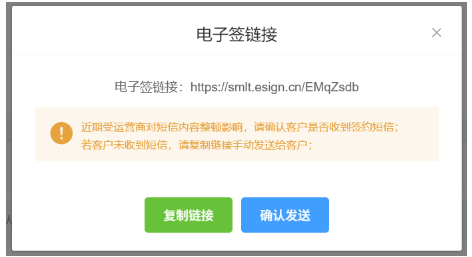 电子签链接
电子签链接：https://smlt.esign.cn/EMqZsdb
近期受运营商对短信内容整顿影响，请确认客户是否收到签约短信；
若客户未收到短信，请复制链接手动发送给客户；
复制链接
确认发送